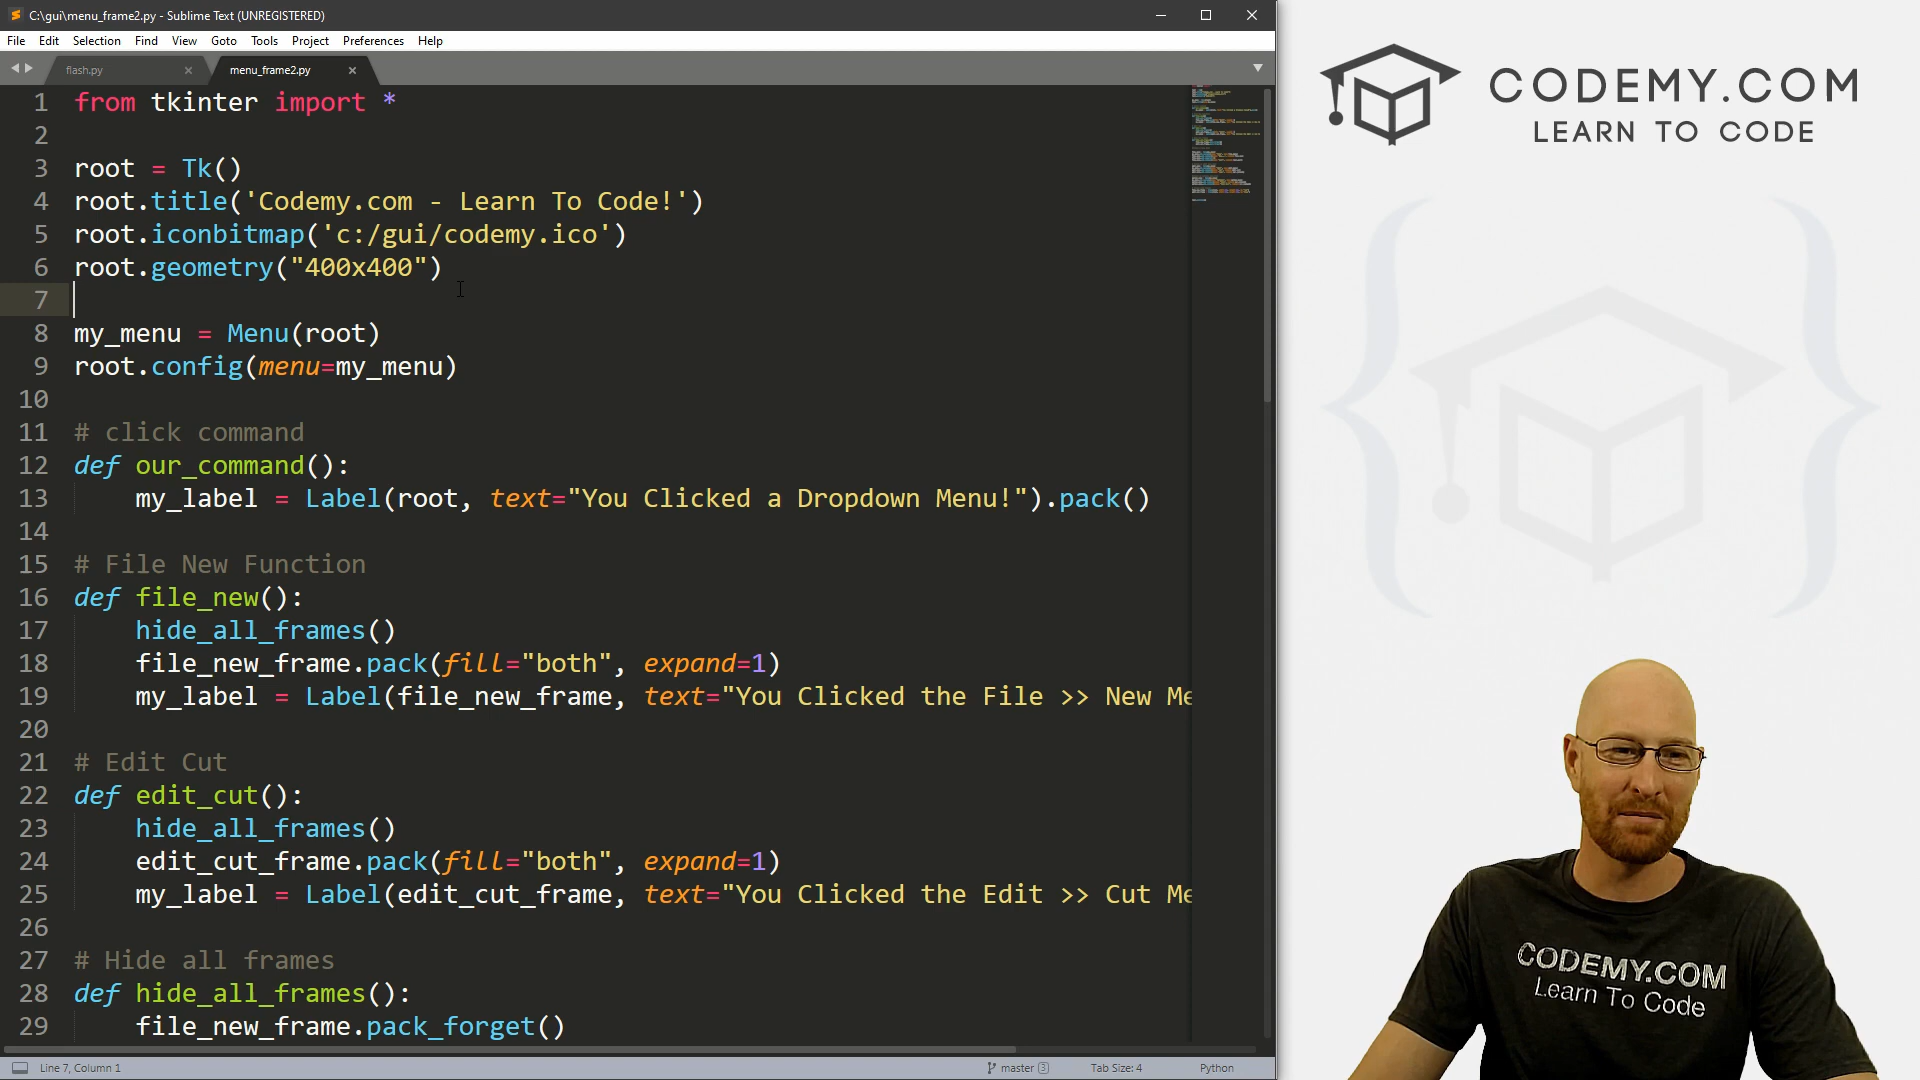 C:\gui\menu_frame2.py - Sublime Text (UNREGISTERED)
File Edit Selection Find View Goto Tools Project Preferences Help
flash.py menu_frame2.py
1 from tkinter import *
2
3 root = Tk()
4 root.title('Codemy.com - Learn To Code!')
5 root.iconbitmap('c:/gui/codemy.ico')
6 root.geometry("400x400")
7
8 my_menu = Menu(root)
9 root.config(menu=my_menu)
10
11 # click command
12 def our_command():
13 my_label = Label(root, text="You Clicked a Dropdown Menu!").pack()
14
15 # File New Function
16 def file_new():
17 hide_all_frames()
18 file_new_frame.pack(fill="both", expand=1)
19 my_label = Label(file_new_frame, text="You Clicked the File >> New Me
20
21 # Edit Cut
22 def edit_cut():
23 hide_all_frames()
24 edit_cut_frame.pack(fill="both", expand=1)
25 my_label = Label(edit_cut_frame, text="You Clicked the Edit >> Cut Me
26
27 # Hide all frames
28 def hide_all_frames():
29 file_new_frame.pack_forget()
Line 7, Column 1 master 3 Tab Size: 4 Python
CODEMY.COM
LEARN TO CODE
CODEMY.COM
Learn To Code